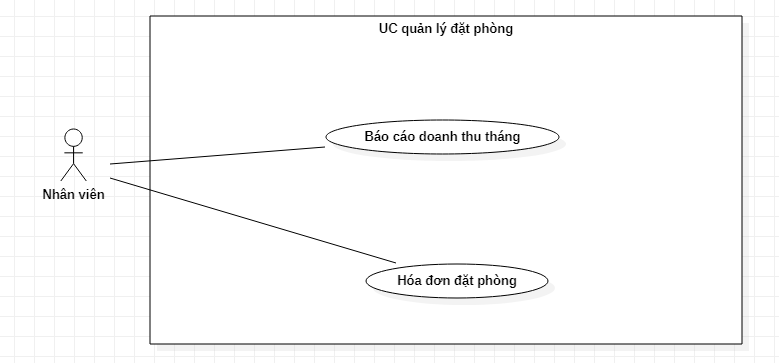 UC quản lý đặt phòng
Báo cáo doanh thu tháng
Nhân viên
Hóa đơn đặt phòng